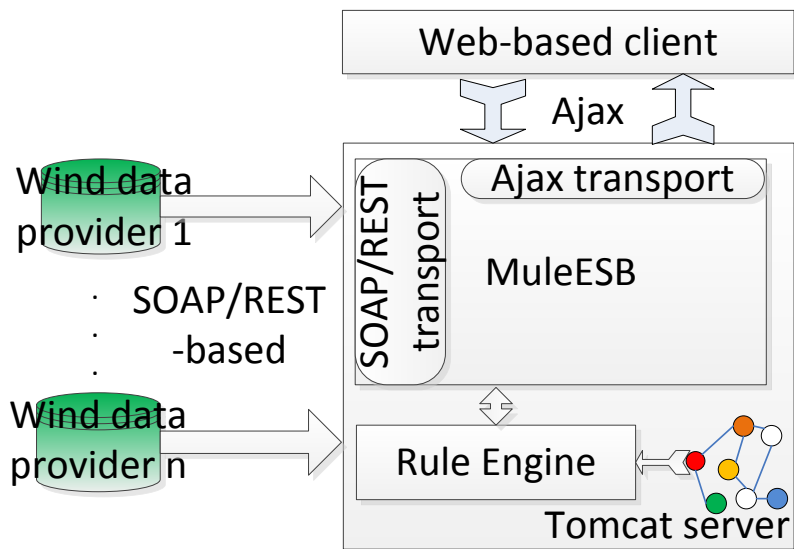 Web-based client
Ajax
Wind data
provider 1
SOAP/REST
transport
Ajax transport
MuleESB
SOAP/REST
-based
Wind data
provider n
Rule Engine
Tomcat server